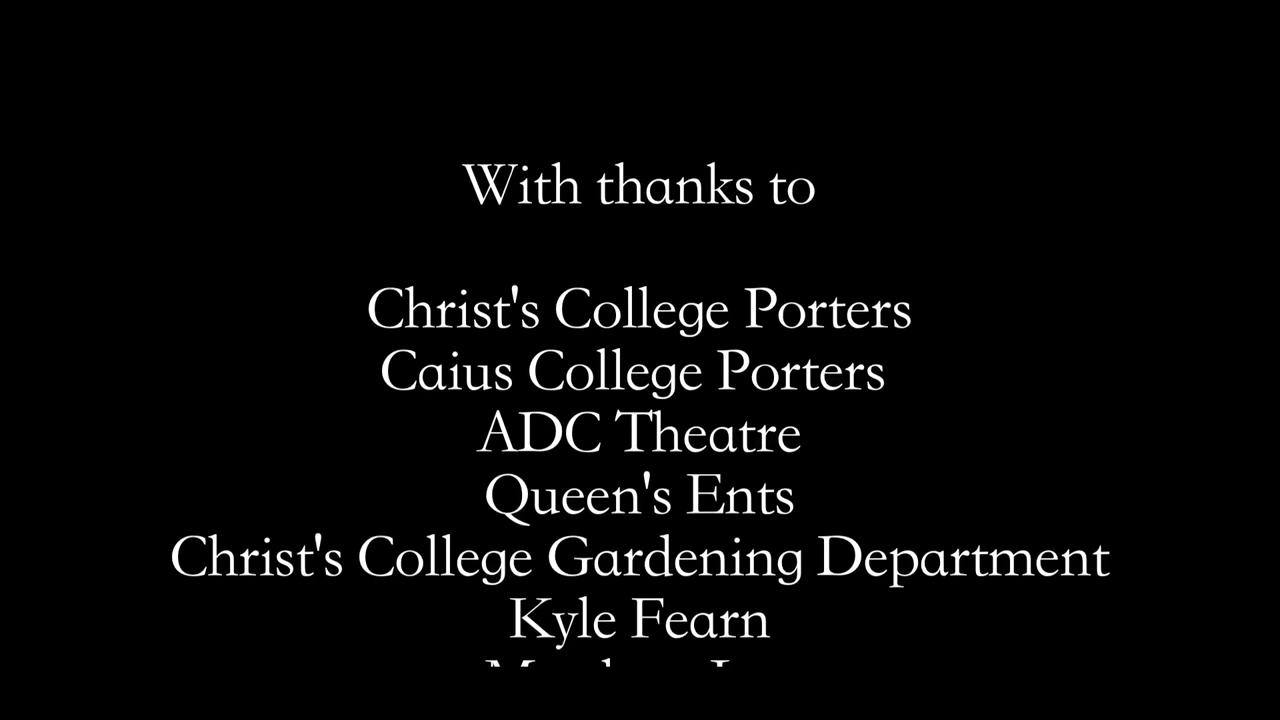 With thanks to
Christ's College Porters
Caius College Porters
ADC Theatre
Queen's Ents
Christ's College Gardening Department
Kyle Fearn